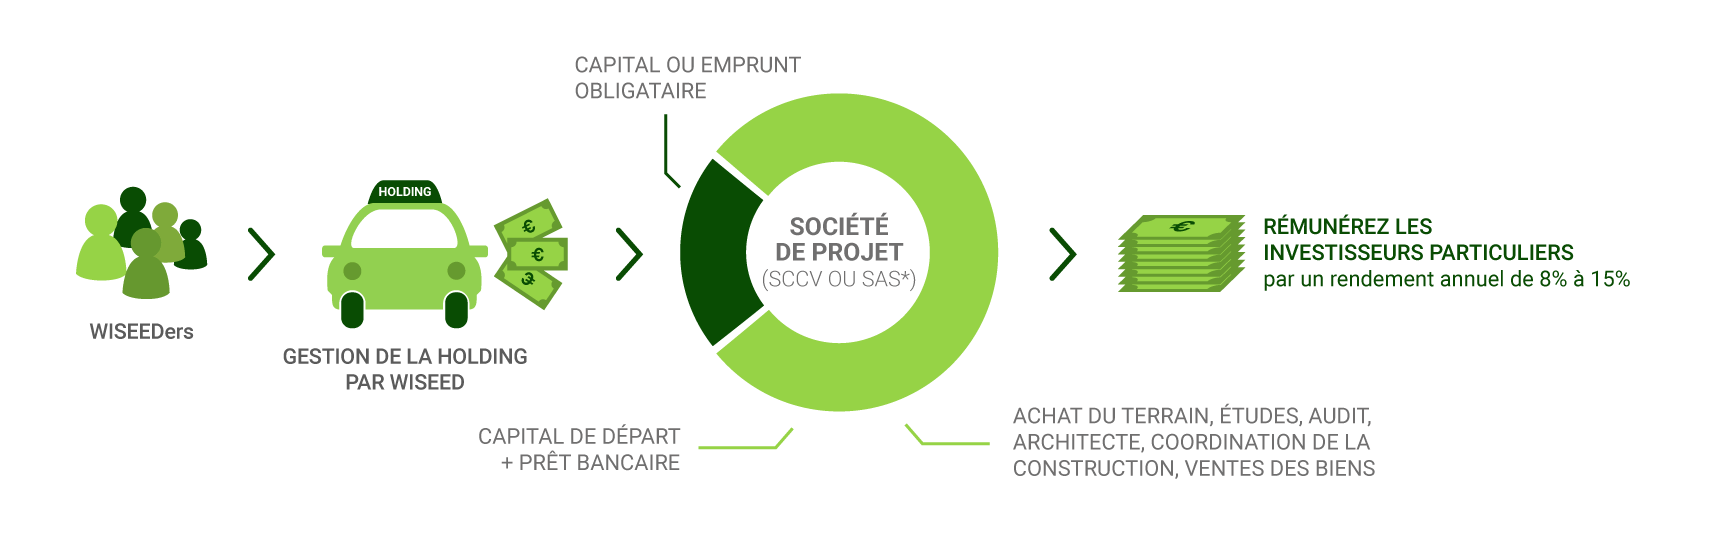 CAPITAL OU EMPRUNT
OBLIGATAIRE
HOLDING
WISEEDers
GESTION DE LA HOLDING
PAR WISEED
€
€
€
SOCIÉTÉ
DE PROJET
(SCCV OU SAS*)
€
RÉMUNÉREZ LES
INVESTISSEURS PARTICULIERS
par un rendement annuel de 8% à 15%
CAPITAL DE DÉPART
+ PRÊT BANCAIRE
ACHAT DU TERRAIN, ÉTUDES, AUDIT,
ARCHITECTE, COORDINATION DE LA
CONSTRUCTION, VENTES DES BIENS